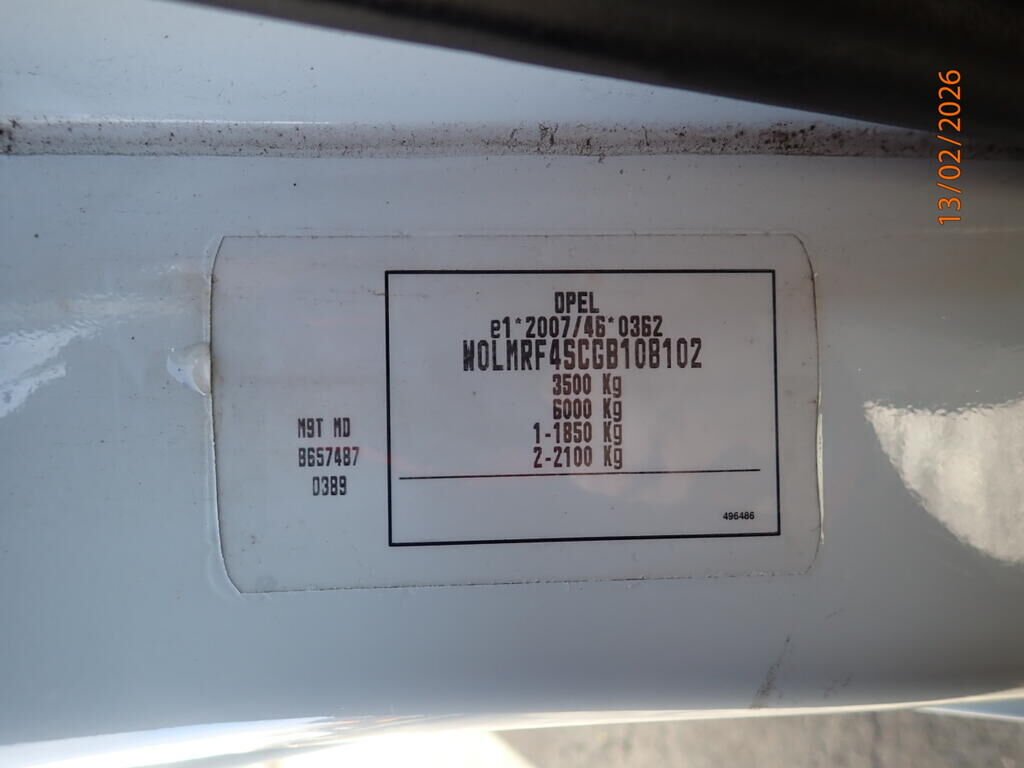 OPEL
e1*2007/46*0362
W0LMRF4SCGB108102
3500 Kg
6000 Kg
1-1850 Kg
2-2100 Kg
M9T MD
B657487
0389
496486
13/02/2026